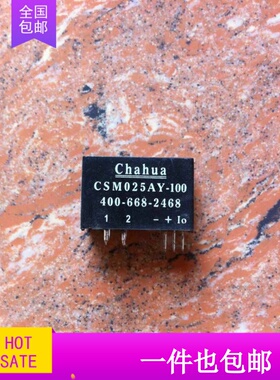 全国
包邮
Chahua
CSM025AY-100
400-668-2468
1 2 - + Io
HOT
SATE
一件也包邮